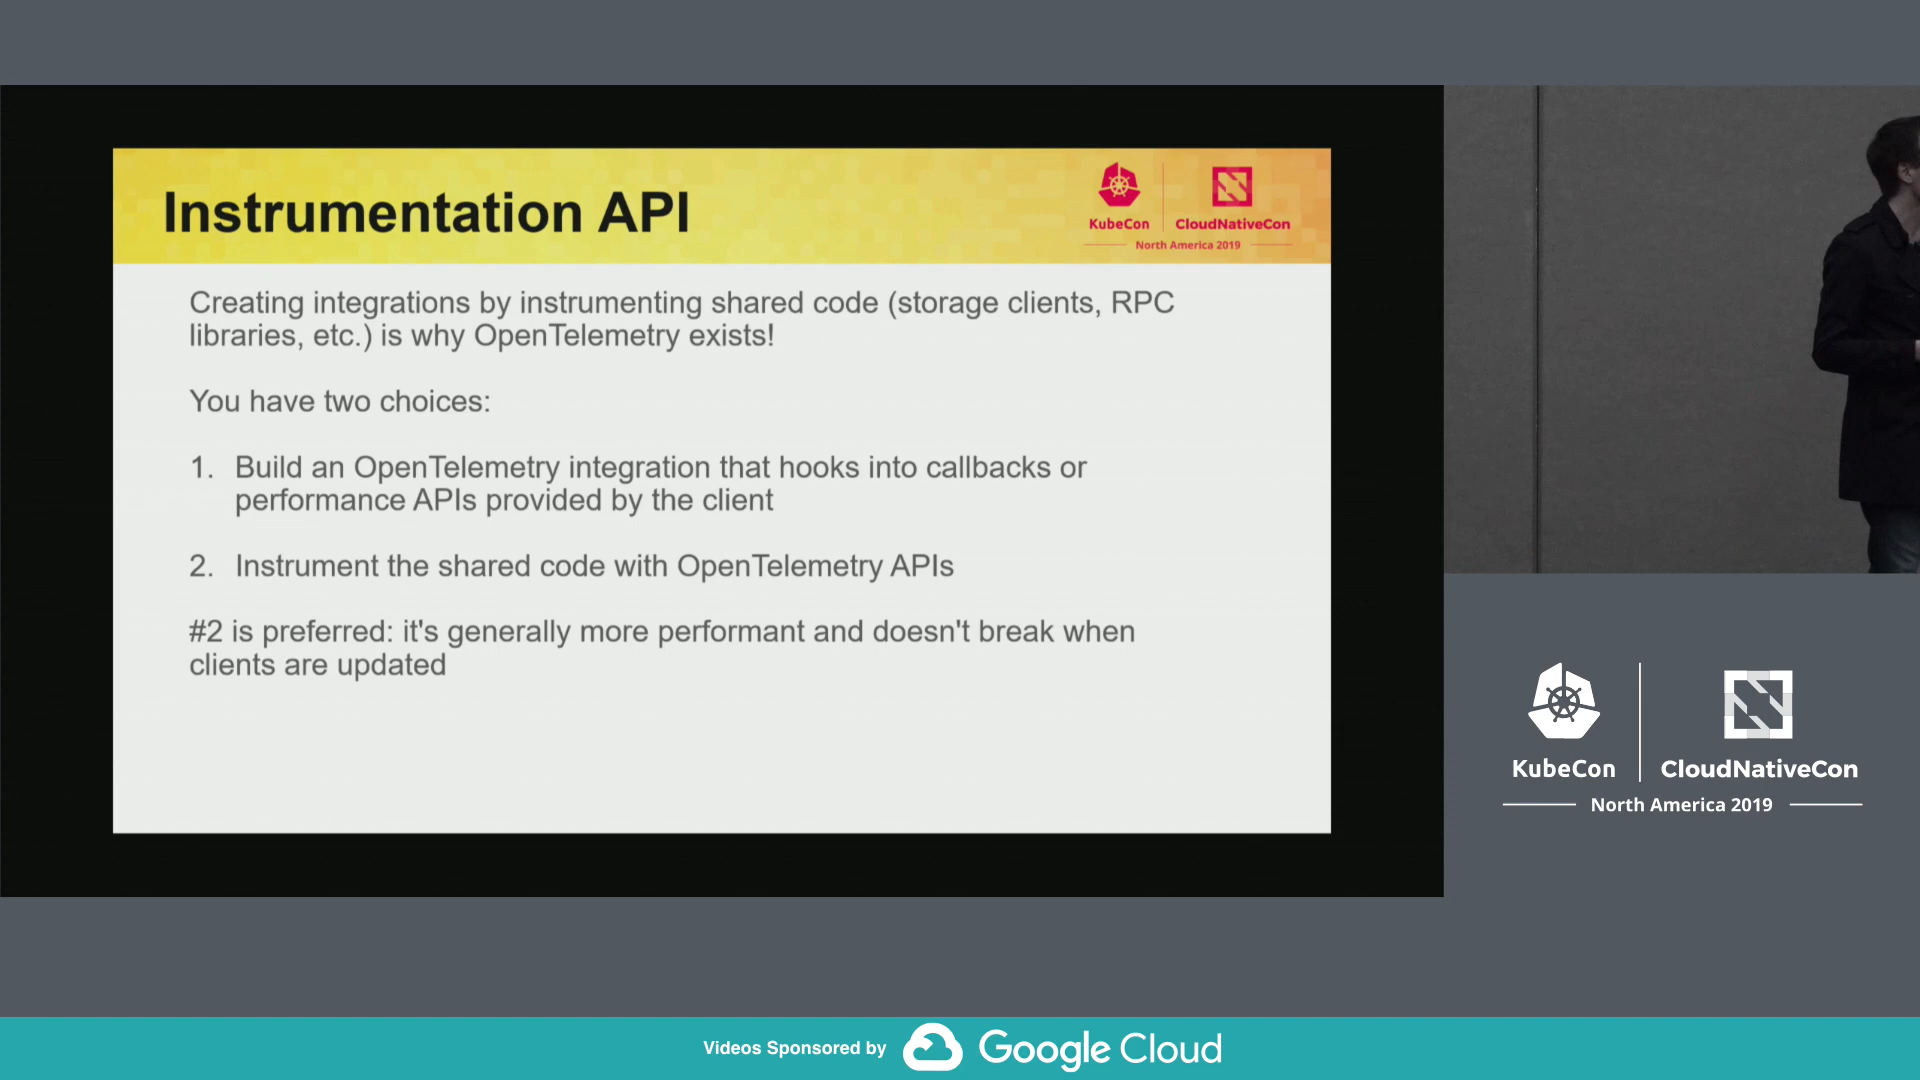 Instrumentation API
KubeCon
CloudNativeCon
North America 2019
Creating integrations by instrumenting shared code (storage clients, RPC
libraries, etc.) is why OpenTelemetry exists!
You have two choices:
1. Build an OpenTelemetry integration that hooks into callbacks or
performance APIs provided by the client
2. Instrument the shared code with OpenTelemetry APIs
#2 is preferred: it's generally more performant and doesn't break when
clients are updated
KubeCon
CloudNativeCon
North America 2019
Videos Sponsored by Google Cloud